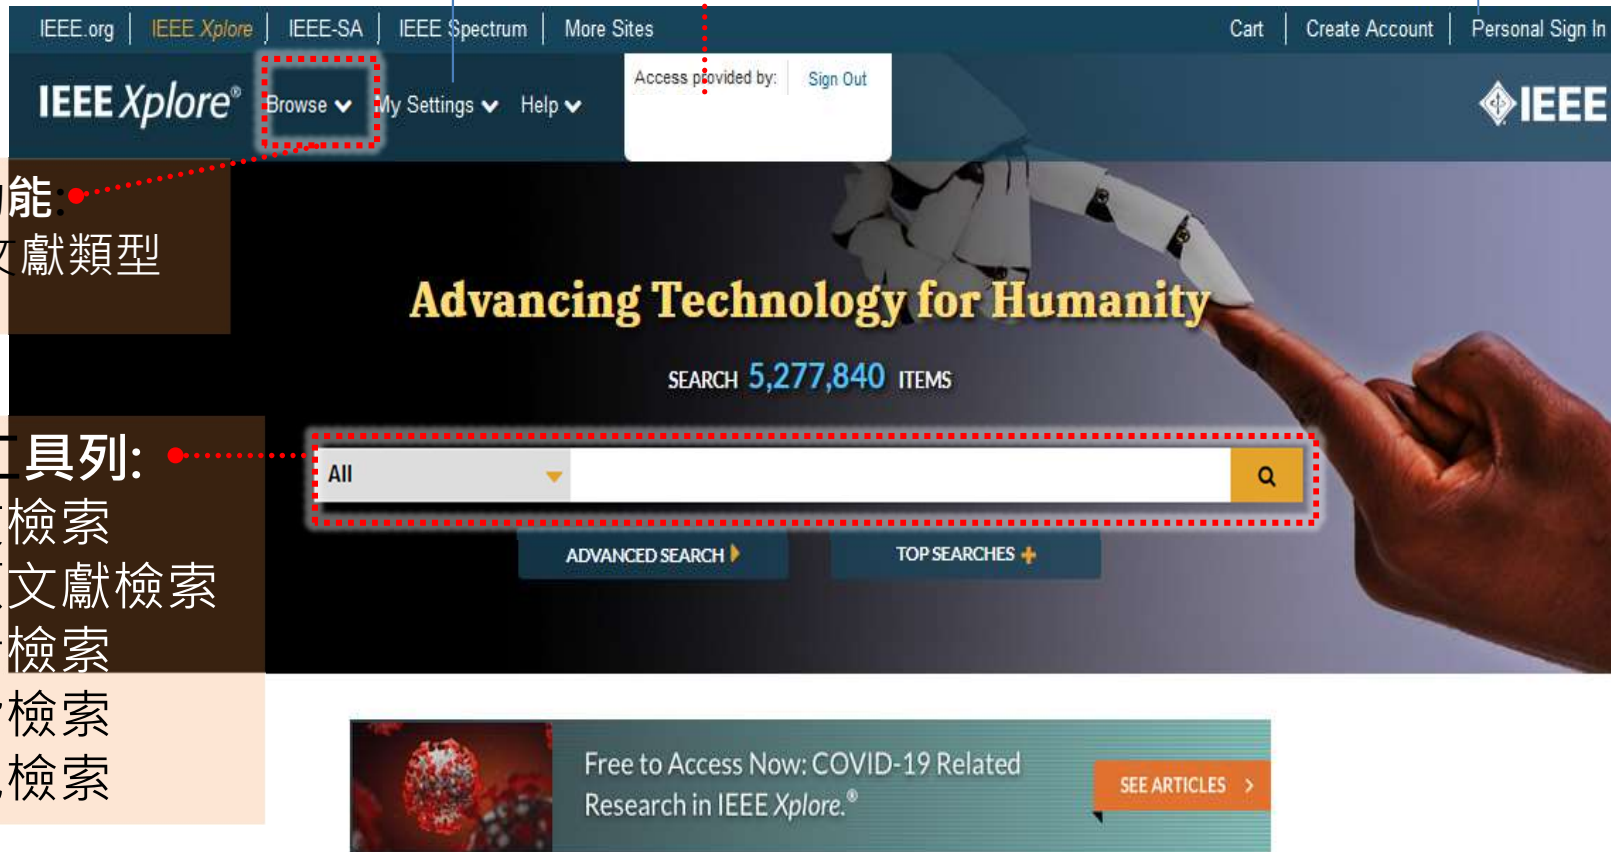 IEEE.org | IEEE Xplore | IEEE-SA | IEEE Spectrum | More Sites
Cart | Create Account | Personal Sign In
IEEE Xplore®
Browse
My Settings
Help
Access provided by:
Sign Out
IEEE
能:
文獻類型
Advancing Technology for Humanity
SEARCH 5,277,840 ITEMS
工具列:
All
檢索
文獻檢索
檢索
檢索
檢索
ADVANCED SEARCH
TOP SEARCHES
Free to Access Now: COVID-19 Related
Research in IEEE Xplore.®
SEE ARTICLES >